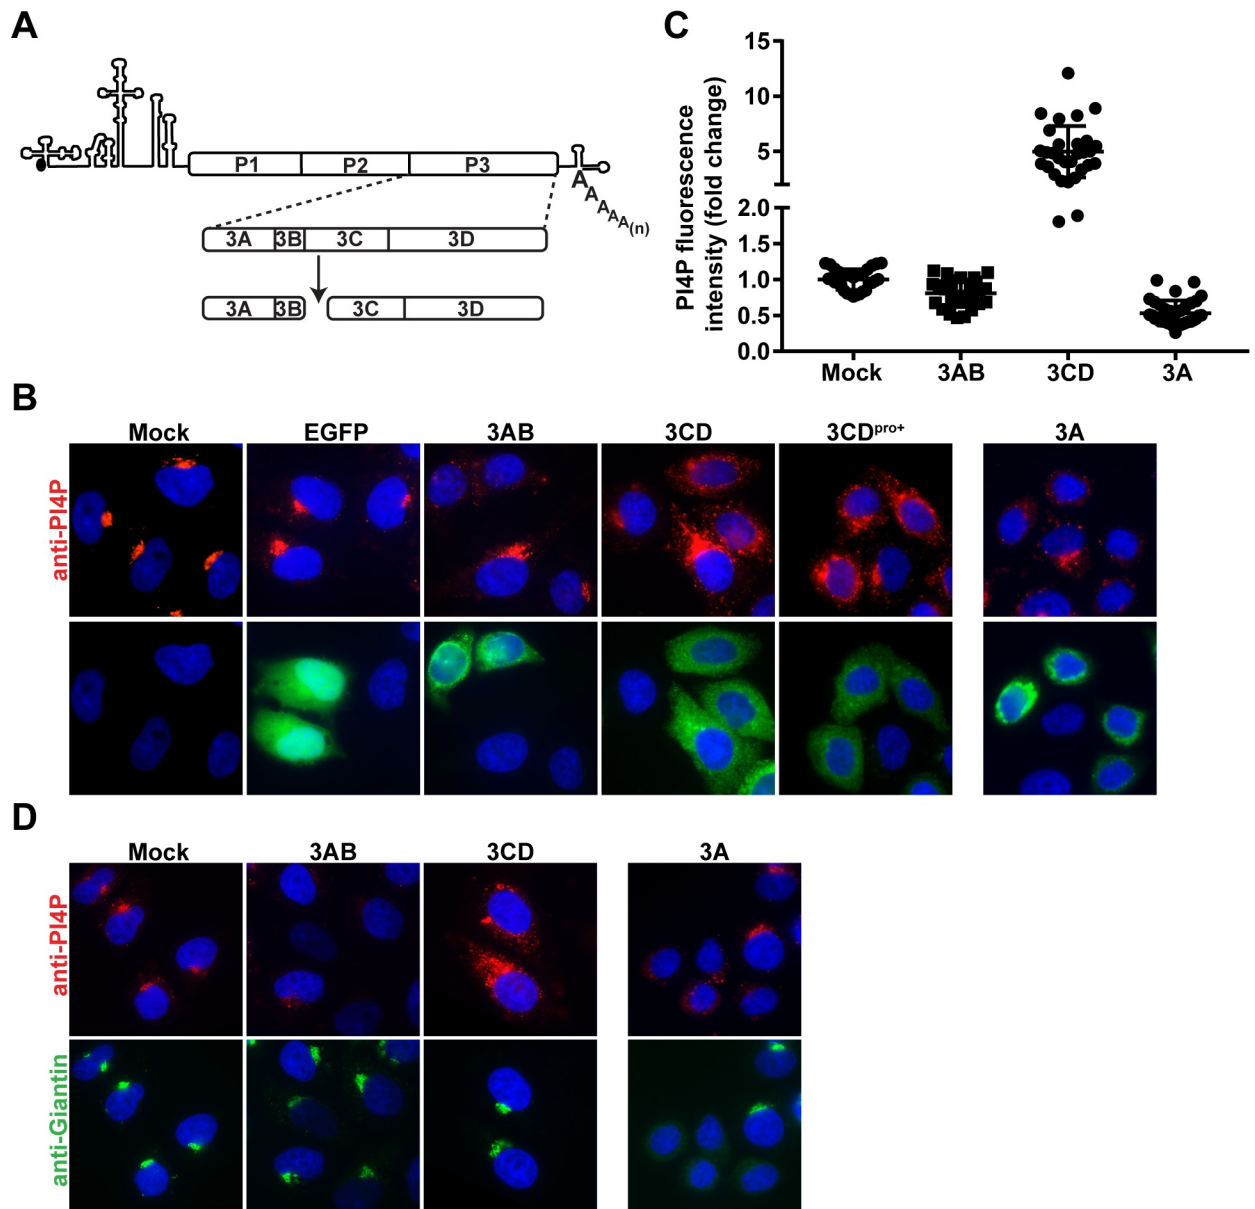 A
P1 P2 P3
A A A A A(n)
3A 3B 3C 3D
3A 3B 3C 3D
C
PI4P fluorescence
intensity (fold change)
15
10
5
2.0
1.5
1.0
0.5
0.0
Mock 3AB 3CD 3A
B
Mock EGFP 3AB 3CD 3CDpro+ 3A
anti-PI4P
D
Mock 3AB 3CD 3A
anti-PI4P
anti-Giantin